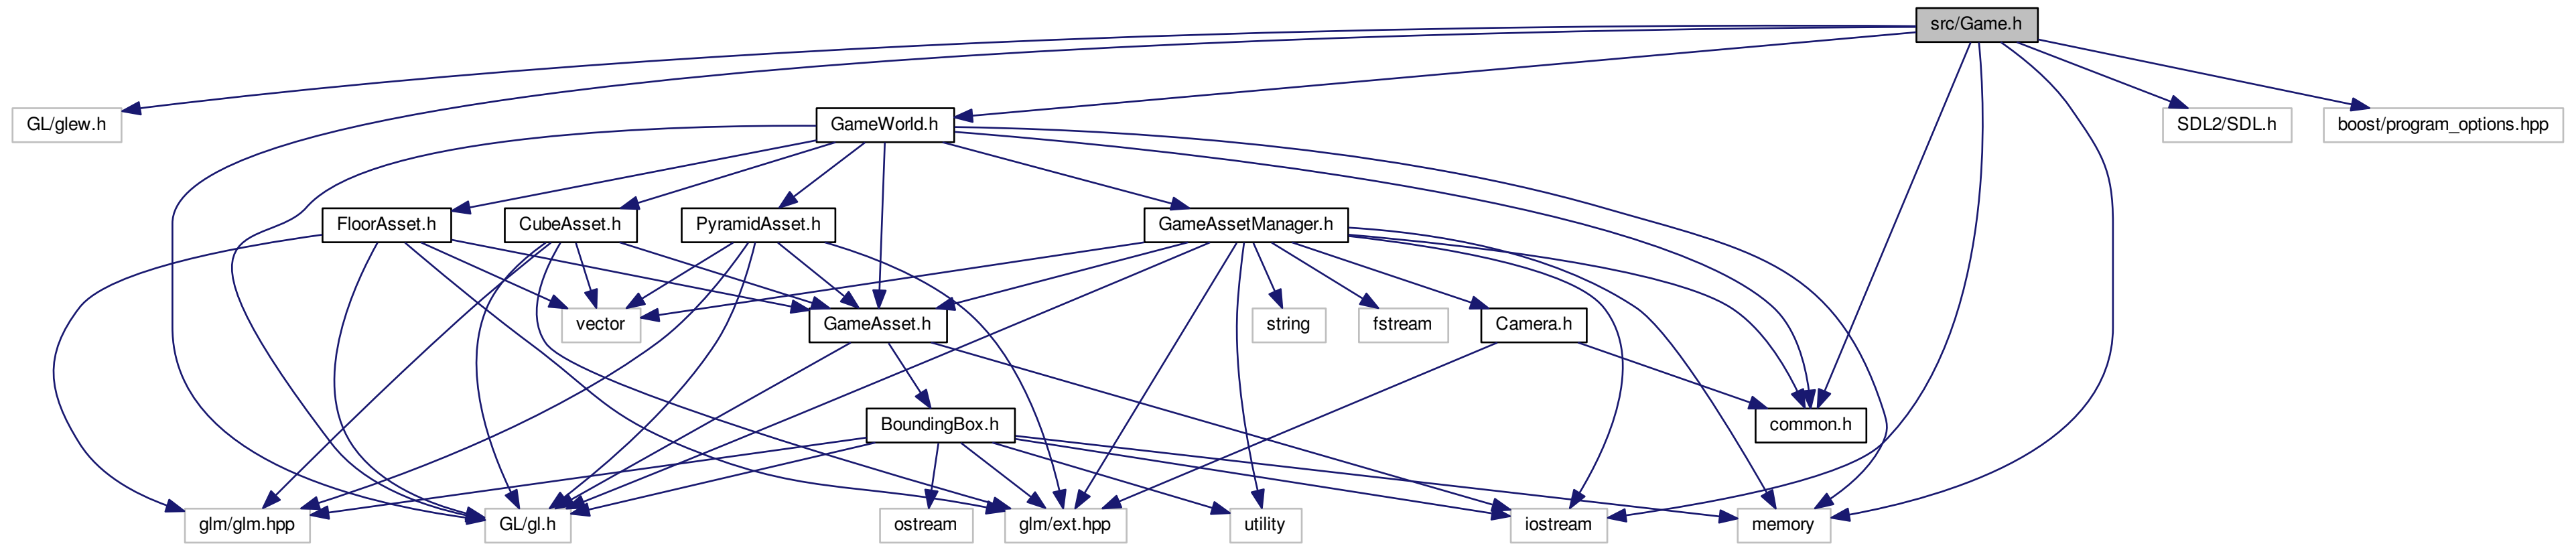 src/Game.h
GL/glew.h
GameWorld.h
SDL2/SDL.h
boost/program_options.hpp
FloorAsset.h
CubeAsset.h
PyramidAsset.h
GameAssetManager.h
vector
GameAsset.h
string
fstream
Camera.h
BoundingBox.h
common.h
glm/glm.hpp
GL/gl.h
ostream
glm/ext.hpp
utility
iostream
memory